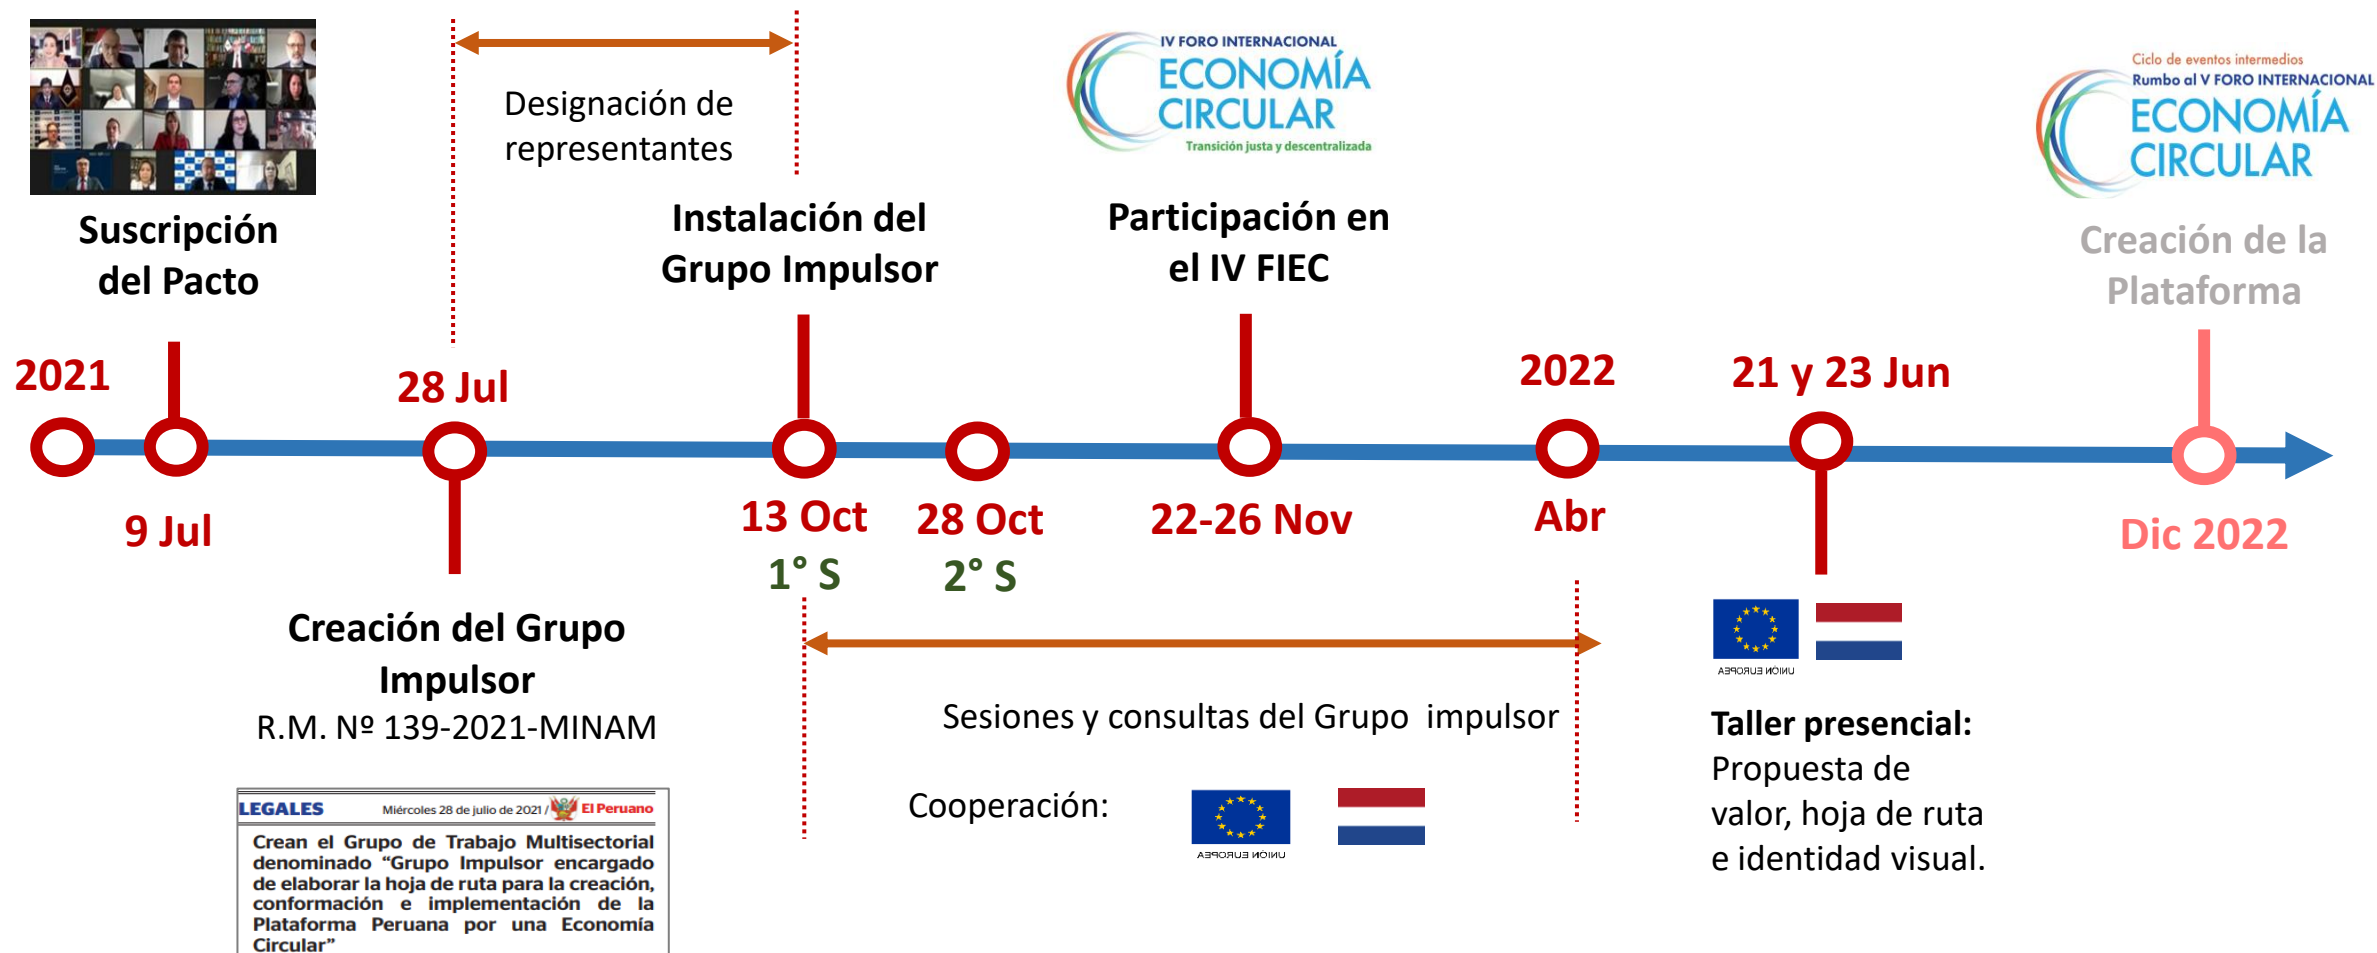 Designación de
representantes
IV FORO INTERNACIONAL
ECONOMÍA
CIRCULAR
Transición justa y descentralizada
Ciclo de eventos intermedios
Rumbo al V FORO INTERNACIONAL
ECONOMÍA
CIRCULAR
Suscripción
del Pacto
Instalación del
Grupo Impulsor
Participación en
el IV FIEC
Creación de la
Plataforma
2021
28 Jul
2022
21 y 23 Jun
9 Jul
13 Oct
1° S
28 Oct
2° S
22-26 Nov
Abr
Dic 2022
Creación del Grupo
Impulsor
R.M. Nº 139-2021-MINAM
LEGALES
Miércoles 28 de julio de 2021 / El Peruano
Crean el Grupo de Trabajo Multisectorial
denominado “Grupo Impulsor encargado
de elaborar la hoja de ruta para la creación,
conformación e implementación de la
Plataforma Peruana por una Economía
Circular”
Sesiones y consultas del Grupo impulsor
Cooperación:
UNIÓN EUROPEA
UNIÓN EUROPEA
Taller presencial:
Propuesta de
valor, hoja de ruta
e identidad visual.